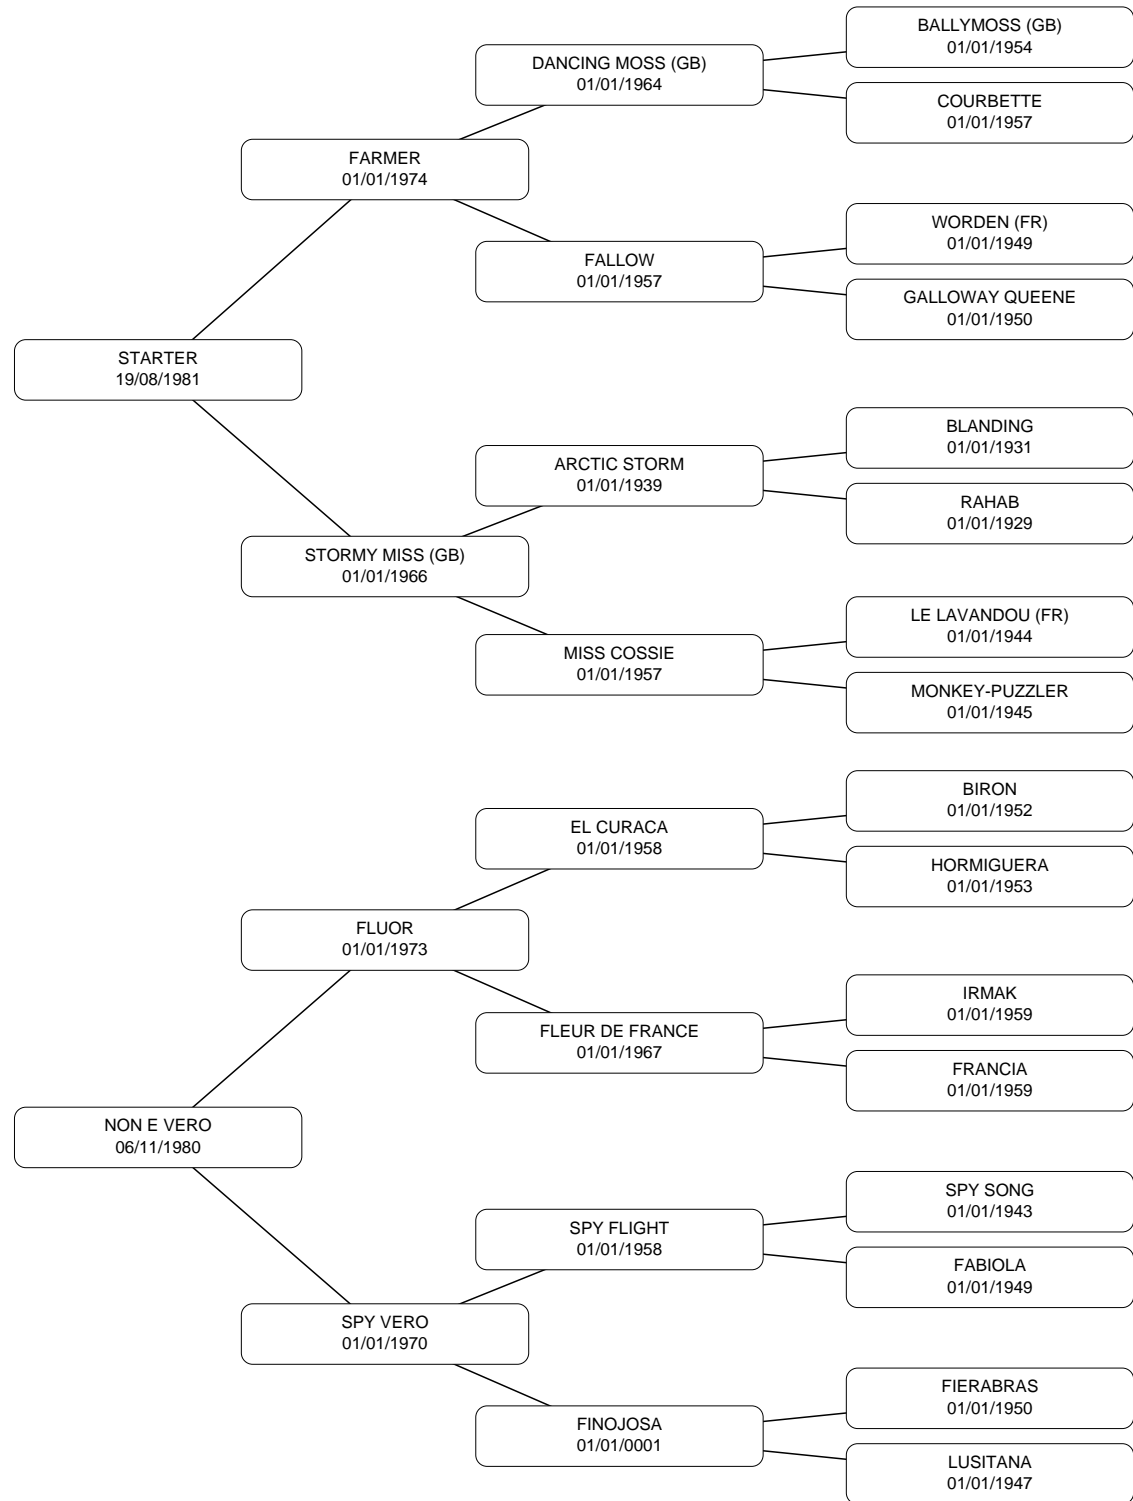 BALLYMOSS (GB)
01/01/1954
DANCING MOSS (GB)
01/01/1964
COURBETTE
01/01/1957
FARMER
01/01/1974
WORDEN (FR)
01/01/1949
FALLOW
01/01/1957
GALLOWAY QUEENE
01/01/1950
STARTER
19/08/1981
BLANDING
01/01/1931
ARCTIC STORM
01/01/1939
RAHAB
01/01/1929
STORMY MISS (GB)
01/01/1966
LE LAVANDOU (FR)
01/01/1944
MISS COSSIE
01/01/1957
MONKEY-PUZZLER
01/01/1945
BIRON
01/01/1952
EL CURACA
01/01/1958
HORMIGUERA
01/01/1953
FLUOR
01/01/1973
IRMAK
01/01/1959
FLEUR DE FRANCE
01/01/1967
FRANCIA
01/01/1959
NON E VERO
06/11/1980
SPY SONG
01/01/1943
SPY FLIGHT
01/01/1958
FABIOLA
01/01/1949
SPY VERO
01/01/1970
FIERABRAS
01/01/1950
FINOJOSA
01/01/0001
LUSITANA
01/01/1947